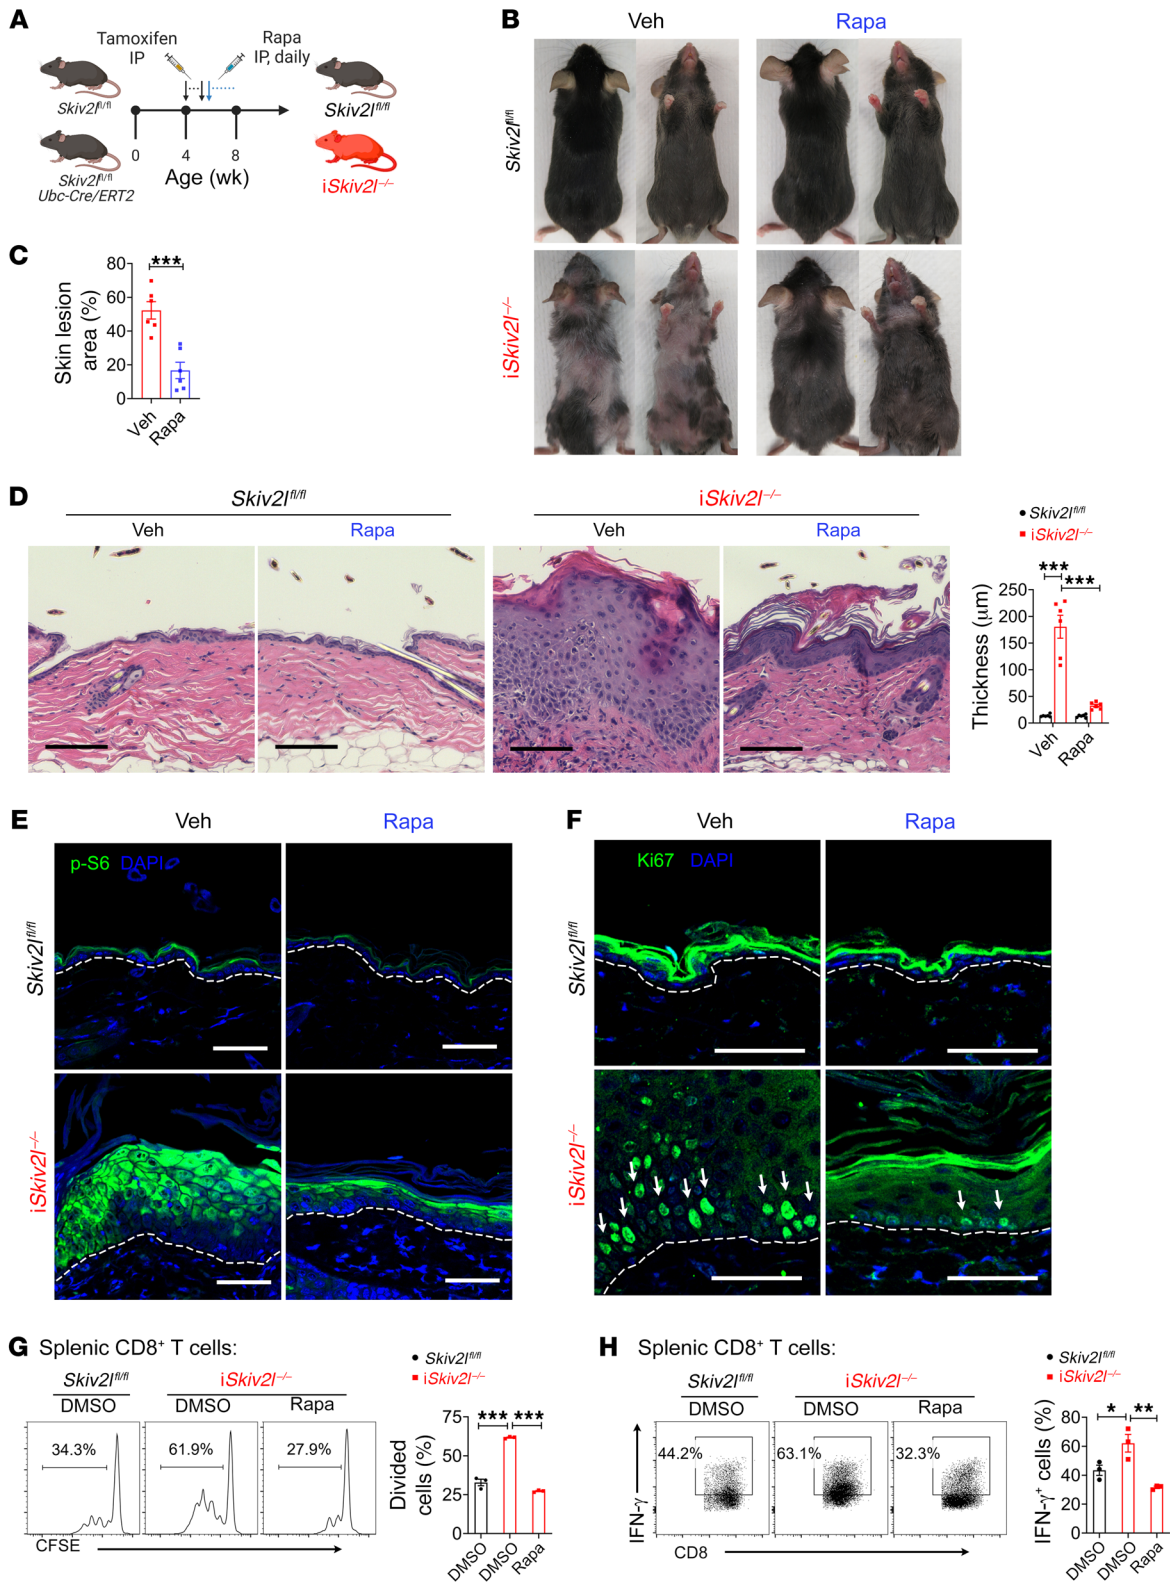 A
Tamoxifen
IP
Rapa
IP, daily
Skiv2l^fl/fl
Skiv2l^fl/fl
Skiv2l^fl/fl
Ubc-Cre/ERT2
0
4
8
Age (wk)
iSkiv2l^–/–
B
Veh
Rapa
Skiv2l^fl/fl
iSkiv2l^–/–
C
Skin lesion
area (%)
80
60
40
20
0
***
Veh
Rapa
D
Skiv2l^fl/fl
iSkiv2l^–/–
Veh
Rapa
Veh
Rapa
Skiv2l^fl/fl
iSkiv2l^–/–
***
***
Thickness (μm)
250
200
150
100
50
0
Veh
Rapa
E
Veh
Rapa
p-S6 DAPI
Skiv2l^fl/fl
iSkiv2l^–/–
F
Veh
Rapa
Ki67 DAPI
Skiv2l^fl/fl
iSkiv2l^–/–
G Splenic CD8⁺ T cells:
Skiv2l^fl/fl
iSkiv2l^–/–
DMSO
DMSO
Rapa
34.3%
61.9%
27.9%
CFSE
Skiv2l^fl/fl
iSkiv2l^–/–
*** ***
Divided
cells (%)
75
50
25
0
DMSO
DMSO
Rapa
H Splenic CD8⁺ T cells:
Skiv2l^fl/fl
iSkiv2l^–/–
DMSO
DMSO
Rapa
44.2%
63.1%
32.3%
IFN-γ
CD8
Skiv2l^fl/fl
iSkiv2l^–/–
* **
IFN-γ⁺ cells (%)
80
60
40
20
0
DMSO
DMSO
Rapa